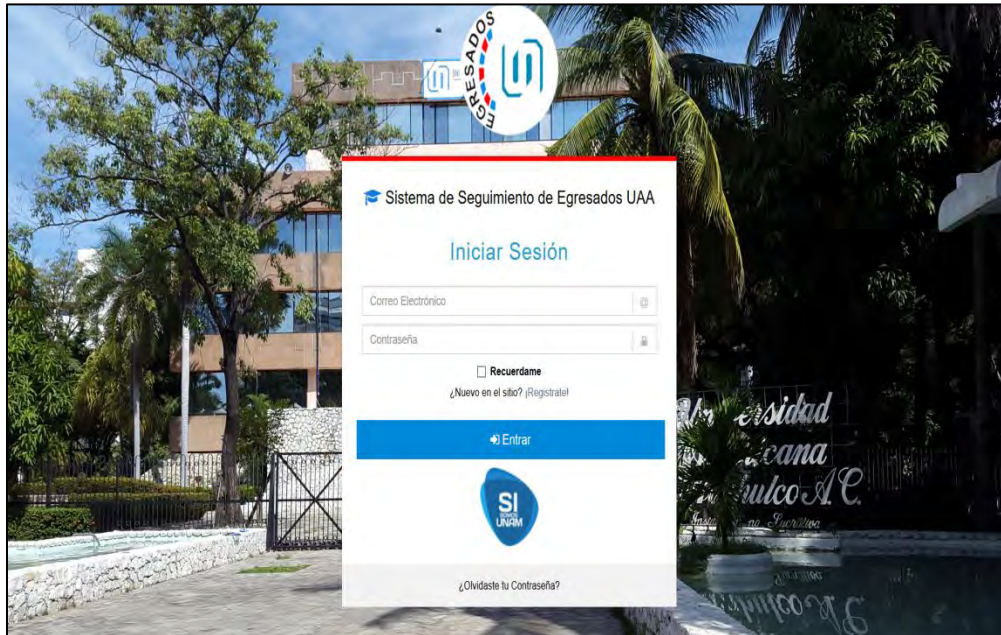 EGRESADOS
Sistema de Seguimiento de Egresados UAA
Iniciar Sesión
Correo Electrónico
@
Contraseña
Recuerdame
¿Nuevo en el sitio? ¡Registrate!
Entrar
SI
SOMOS
UNAM
¿Olvidaste tu Contraseña?
ersidad
cana
ulco A.C.